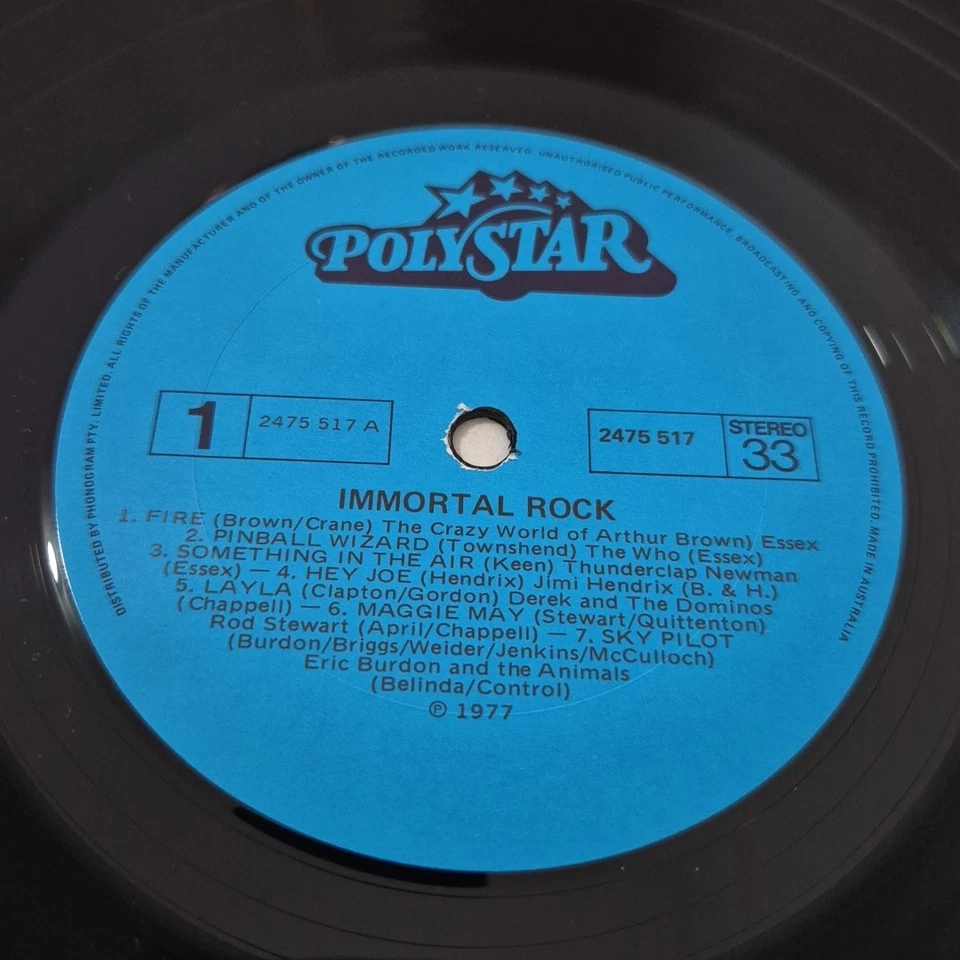 DISTRIBUTED BY PHONOGRAM PTY. LIMITED. ALL RIGHTS OF THE MANUFACTURER AND OF THE OWNER OF THE RECORDED WORK RESERVED. UNAUTHORISED PUBLIC PERFORMANCE, BROADCASTING AND COPYING OF THIS RECORD PROHIBITED. MADE IN AUSTRALIA
POLYSTAR
1 2475 517 A
2475 517 STEREO 33
IMMORTAL ROCK
1. FIRE (Brown/Crane) The Crazy World of Arthur Brown) Essex
2. PINBALL WIZARD (Townshend) The Who (Essex)
3. SOMETHING IN THE AIR (Keen) Thunderclap Newman
(Essex) — 4. HEY JOE (Hendrix) Jimi Hendrix (B. & H.)
5. LAYLA (Clapton/Gordon) Derek and The Dominos
(Chappell) — 6. MAGGIE MAY (Stewart/Quittenton)
Rod Stewart (April/Chappell) — 7. SKY PILOT
(Burdon/Briggs/Weider/Jenkins/McCulloch)
Eric Burdon and the Animals
(Belinda/Control)
℗ 1977